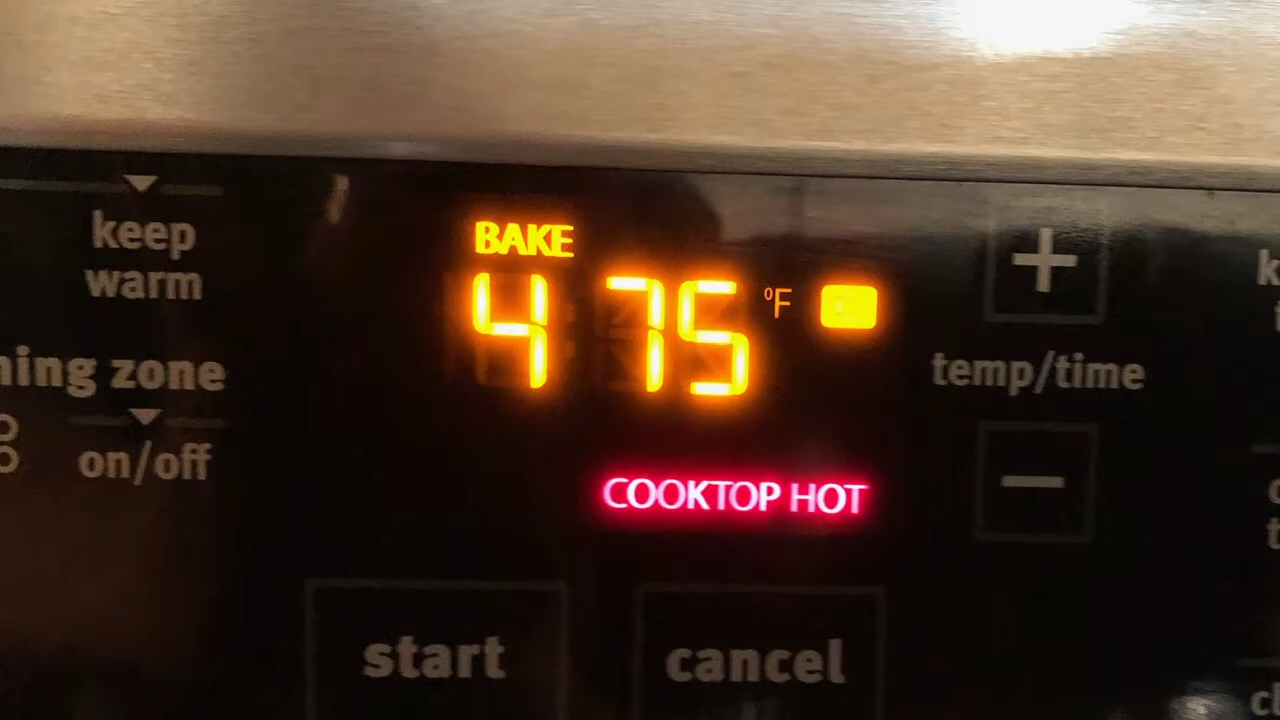 keep
warm
ning zone
on/off
BAKE
475 °F
COOKTOP HOT
start
cancel
+
temp/time
−